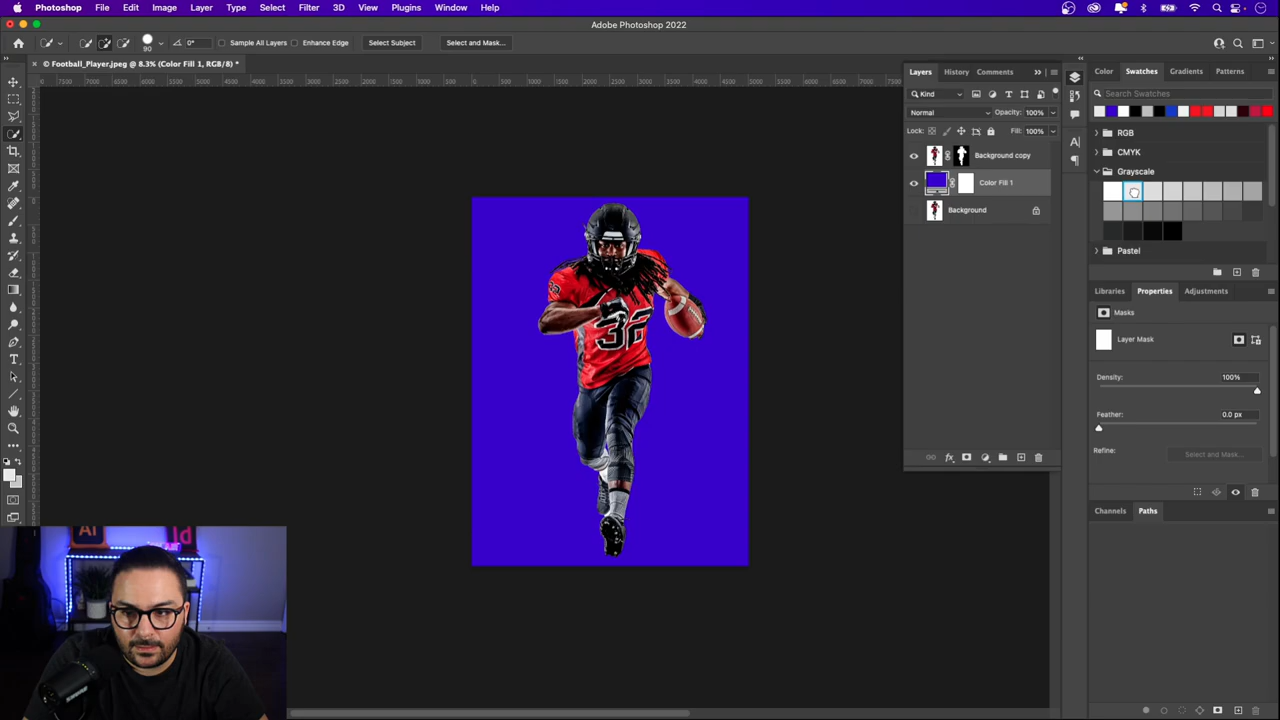 Photoshop File Edit Image Layer Type Select Filter 3D View Plugins Window Help
Adobe Photoshop 2022
90 0° Sample All Layers Enhance Edge Select Subject Select and Mask...
© Football_Player.jpeg @ 8.3% (Color Fill 1, RGB/8) *
Layers History Comments
Kind
Normal Opacity: 100%
Lock: Fill: 100%
Background copy
Color Fill 1
Background
Color Swatches Gradients Patterns
Search Swatches
RGB
CMYK
Grayscale
Pastel
Libraries Properties Adjustments
Masks
Layer Mask
Density: 100%
Feather: 0.0 px
Refine: Select and Mask...
Channels Paths
32
Ai